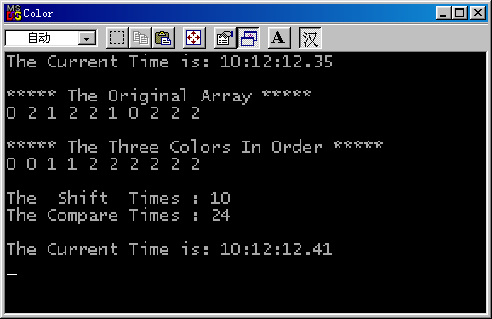 Color
自动
A 汉
The Current Time is: 10:12:12.35
***** The Original Array *****
0 2 1 2 2 1 0 2 2 2
***** The Three Colors In Order *****
0 0 1 1 2 2 2 2 2 2
The  Shift  Times : 10
The Compare Times : 24
The Current Time is: 10:12:12.41
_